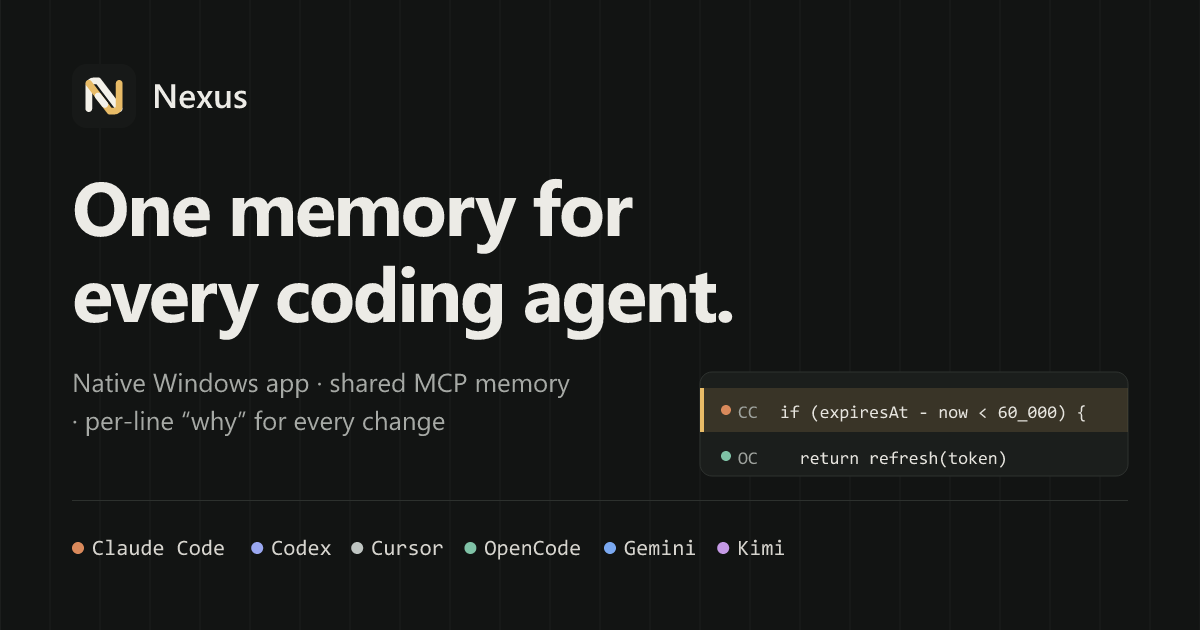 Nexus
One memory for
every coding agent.
Native Windows app · shared MCP memory
· per-line “why” for every change
CC if (expiresAt - now < 60_000) {
OC return refresh(token)
Claude Code Codex Cursor OpenCode Gemini Kimi